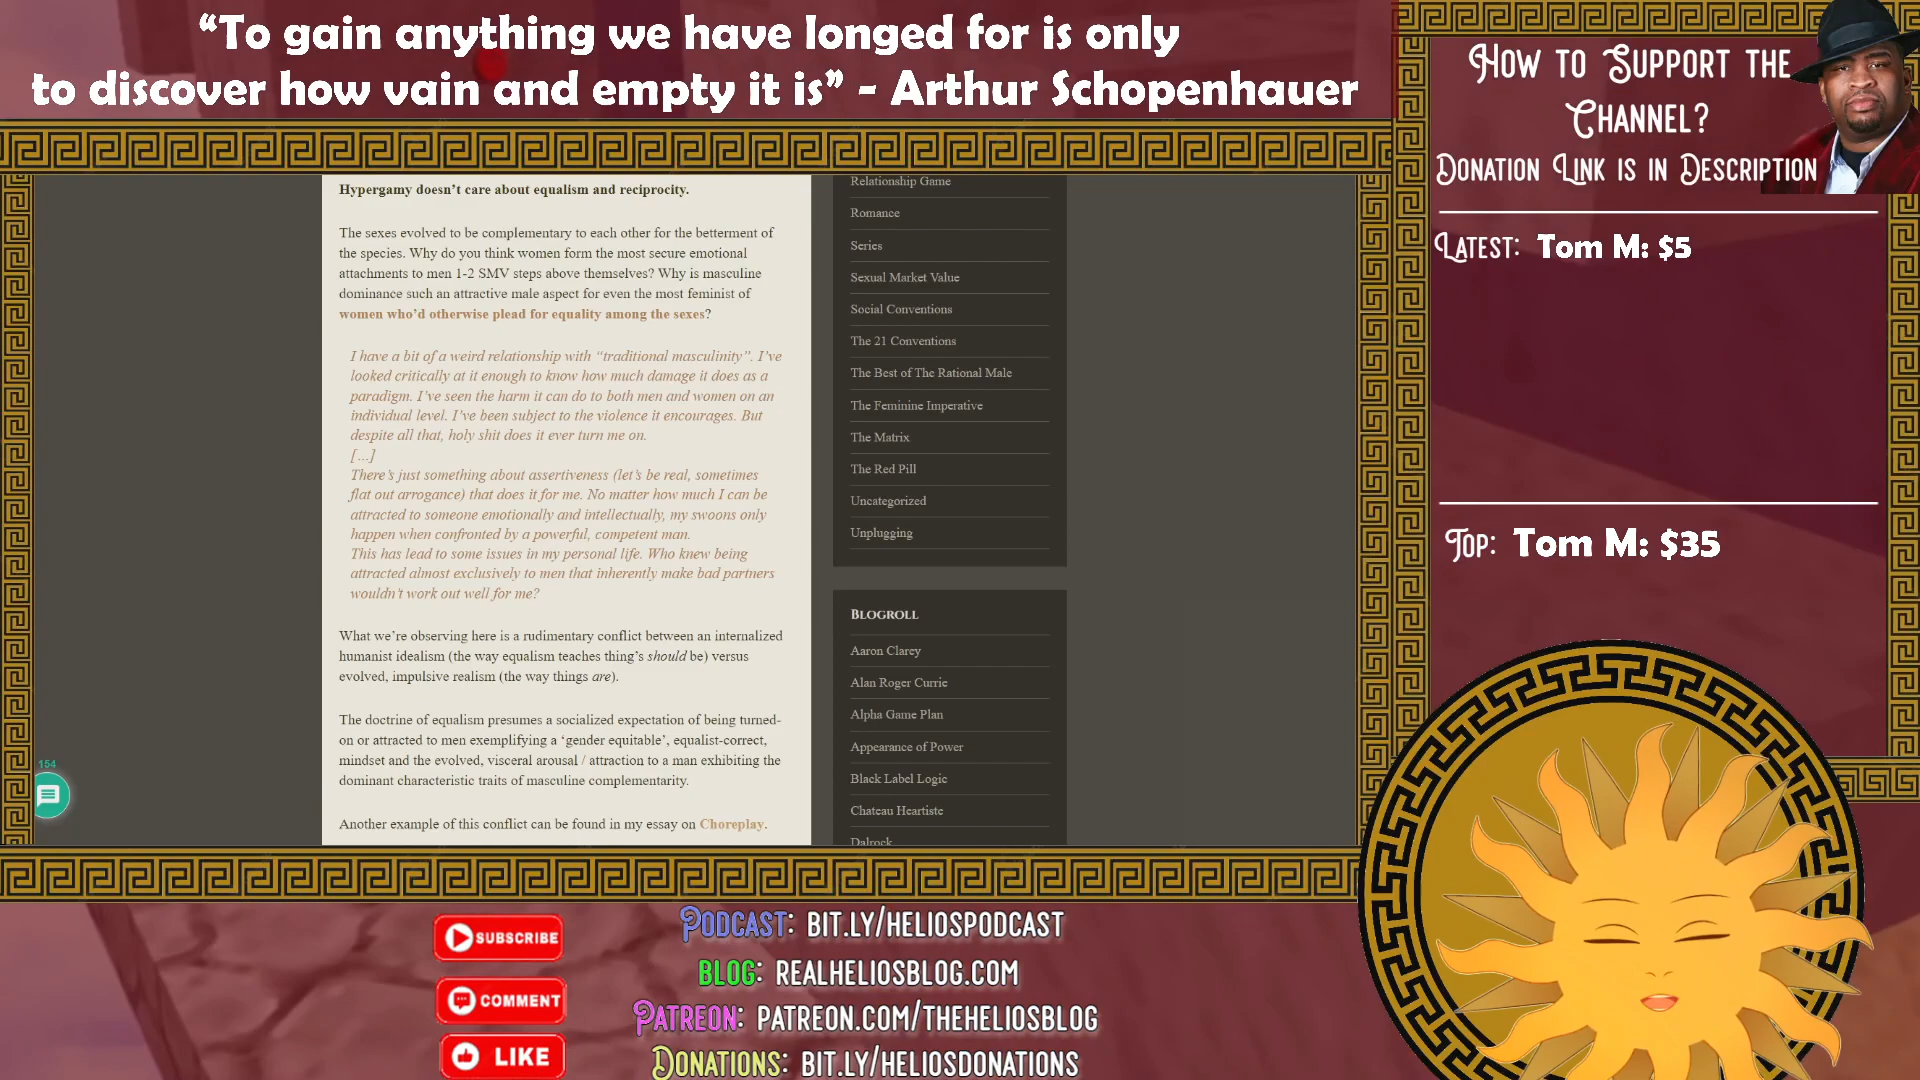 “To gain anything we have longed for is only
to discover how vain and empty it is” - Arthur Schopenhauer
How to Support the
Channel?
Donation Link is in Description
Latest: Tom M: $5
Top: Tom M: $35
Hypergamy doesn’t care about equalism and reciprocity.
The sexes evolved to be complementary to each other for the betterment of
the species. Why do you think women form the most secure emotional
attachments to men 1-2 SMV steps above themselves? Why is masculine
dominance such an attractive male aspect for even the most feminist of
women who’d otherwise plead for equality among the sexes?
I have a bit of a weird relationship with “traditional masculinity”. I’ve
looked critically at it enough to know how much damage it does as a
paradigm. I’ve seen the harm it can do to both men and women on an
individual level. I’ve been subject to the violence it encourages. But
despite all that, holy shit does it ever turn me on.
[…]
There’s just something about assertiveness (let’s be real, sometimes
flat out arrogance) that does it for me. No matter how much I can be
attracted to someone emotionally and intellectually, my swoons only
happen when confronted by a powerful, competent man.
This has lead to some issues in my personal life. Who knew being
attracted almost exclusively to men that inherently make bad partners
wouldn’t work out well for me?
What we’re observing here is a rudimentary conflict between an internalized
humanist idealism (the way equalism teaches thing’s should be) versus
evolved, impulsive realism (the way things are).
The doctrine of equalism presumes a socialized expectation of being turned-
on or attracted to men exemplifying a ‘gender equitable’, equalist-correct,
mindset and the evolved, visceral arousal / attraction to a man exhibiting the
dominant characteristic traits of masculine complementarity.
Another example of this conflict can be found in my essay on Choreplay.
Relationship Game
Romance
Series
Sexual Market Value
Social Conventions
The 21 Conventions
The Best of The Rational Male
The Feminine Imperative
The Matrix
The Red Pill
Uncategorized
Unplugging
Blogroll
Aaron Clarey
Alan Roger Currie
Alpha Game Plan
Appearance of Power
Black Label Logic
Chateau Heartiste
Dalrock
154
SUBSCRIBE
COMMENT
LIKE
Podcast: bit.ly/heliospodcast
Blog: realheliosblog.com
Patreon: patreon.com/theheliosblog
Donations: bit.ly/heliosdonations